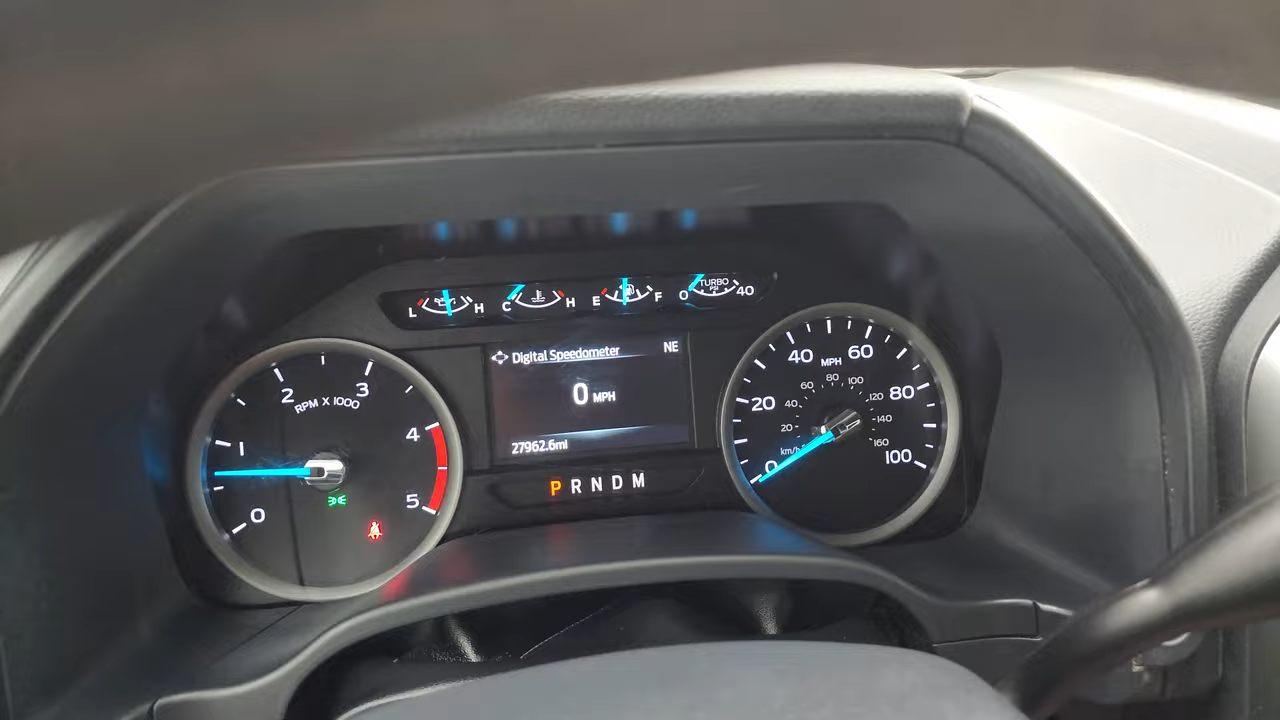 L H C H E F 0 TURBO PSI 40
Digital Speedometer NE
0 MPH
27962.6mi
P R N D M
0 1 2 3 4 5
RPM X 1000
0 20 40 60 80 100
MPH
km/h 20 40 60 80 100 120 140 160